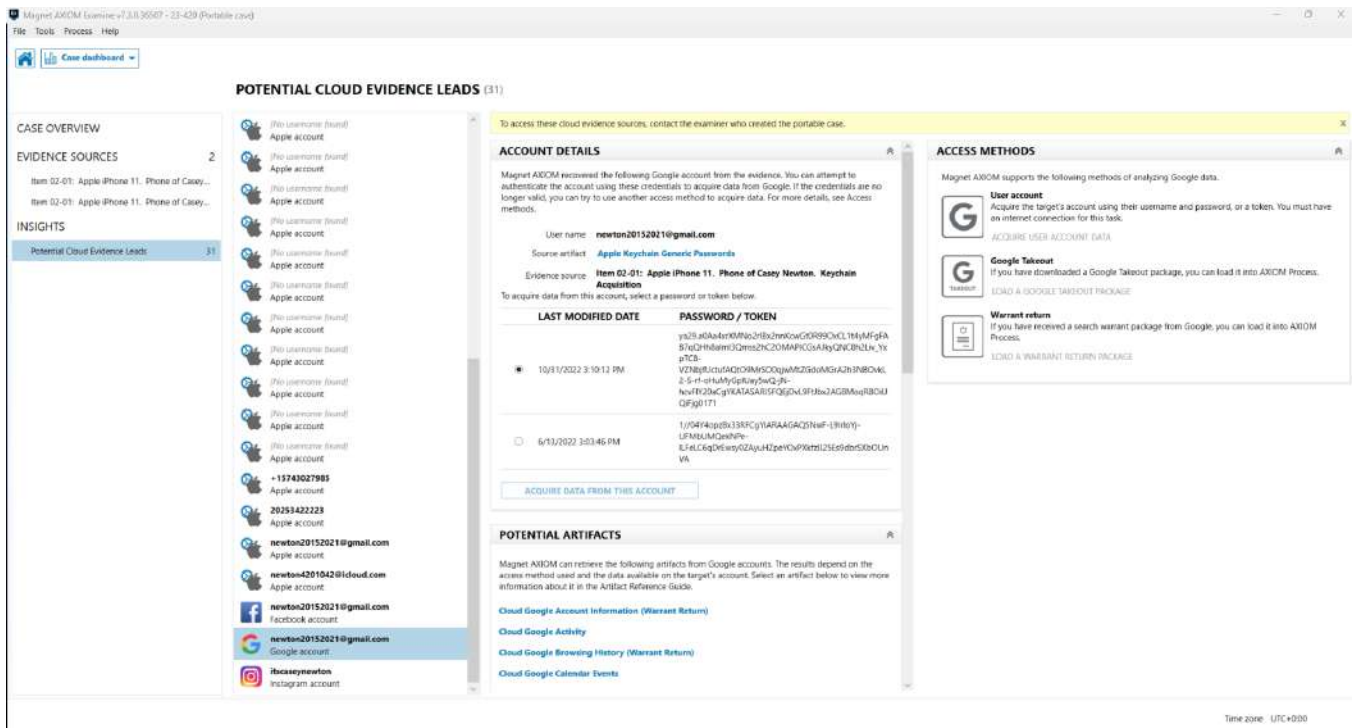 Magnet AXIOM Examine v7.3.0.36567 - 23-420 (Portable case)
File Tools Process Help
Case dashboard
POTENTIAL CLOUD EVIDENCE LEADS (31)
CASE OVERVIEW
EVIDENCE SOURCES 2
Item 02-01: Apple iPhone 11. Phone of Casey...
Item 02-01: Apple iPhone 11. Phone of Casey...
INSIGHTS
Potential Cloud Evidence Leads 31
[No username found]
Apple account
[No username found]
Apple account
[No username found]
Apple account
[No username found]
Apple account
[No username found]
Apple account
[No username found]
Apple account
[No username found]
Apple account
[No username found]
Apple account
[No username found]
Apple account
[No username found]
Apple account
[No username found]
Apple account
+15743027985
Apple account
20253422223
Apple account
newton20152021@gmail.com
Apple account
newton4201042@icloud.com
Apple account
newton20152021@gmail.com
Facebook account
newton20152021@gmail.com
Google account
itscaseynewton
Instagram account
To access these cloud evidence sources, contact the examiner who created the portable case. X
ACCOUNT DETAILS
Magnet AXIOM recovered the following Google account from the evidence. You can attempt to
authenticate the account using these credentials to acquire data from Google. If the credentials are no
longer valid, you can try to use another access method to acquire data. For more details, see Access
methods.
User name newton20152021@gmail.com
Source artifact Apple Keychain Generic Passwords
Evidence source Item 02-01: Apple iPhone 11. Phone of Casey Newton. Keychain
Acquisition
To acquire data from this account, select a password or token below.
LAST MODIFIED DATE PASSWORD / TOKEN
10/31/2022 3:10:12 PM
6/13/2022 3:03:46 PM
ACQUIRE DATA FROM THIS ACCOUNT
POTENTIAL ARTIFACTS
Magnet AXIOM can retrieve the following artifacts from Google accounts. The results depend on the
access method used and the data available on the target's account. Select an artifact below to view more
information about it in the Artifact Reference Guide.
Cloud Google Account Information (Warrant Return)
Cloud Google Activity
Cloud Google Browsing History (Warrant Return)
Cloud Google Calendar Events
ACCESS METHODS
Magnet AXIOM supports the following methods of analyzing Google data.
User account
Acquire the target's account using their username and password, or a token. You must have
an internet connection for this task.
ACQUIRE USER ACCOUNT DATA
TAKEOUT
Google Takeout
If you have downloaded a Google Takeout package, you can load it into AXIOM Process.
LOAD A GOOGLE TAKEOUT PACKAGE
Warrant return
If you have received a search warrant package from Google, you can load it into AXIOM
Process.
LOAD A WARRANT RETURN PACKAGE
Time zone UTC+0:00